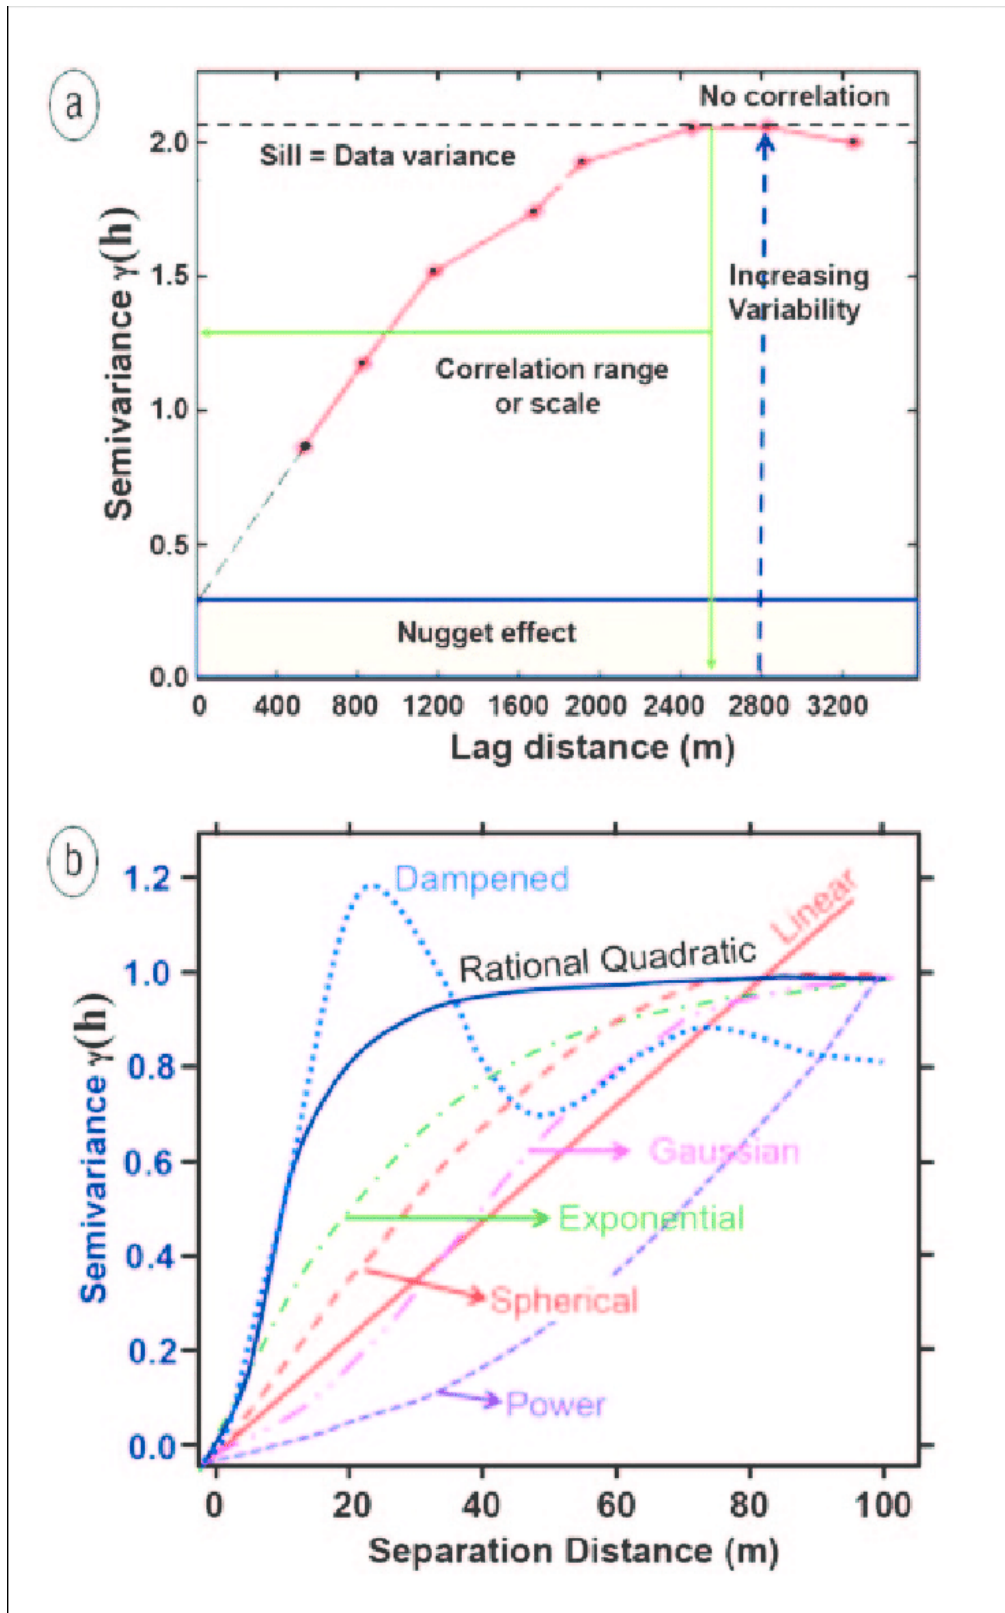 a
No correlation
Sill = Data variance
2.0
1.5
1.0
0.5
0.0
Semivariance γ(h)
Increasing
Variability
Correlation range
or scale
Nugget effect
0 400 800 1200 1600 2000 2400 2800 3200
Lag distance (m)
b
1.2
1.0
0.8
0.6
0.4
0.2
0.0
Semivariance γ(h)
Dampened
Linear
Rational Quadratic
Gaussian
Exponential
Spherical
Power
0 20 40 60 80 100
Separation Distance (m)